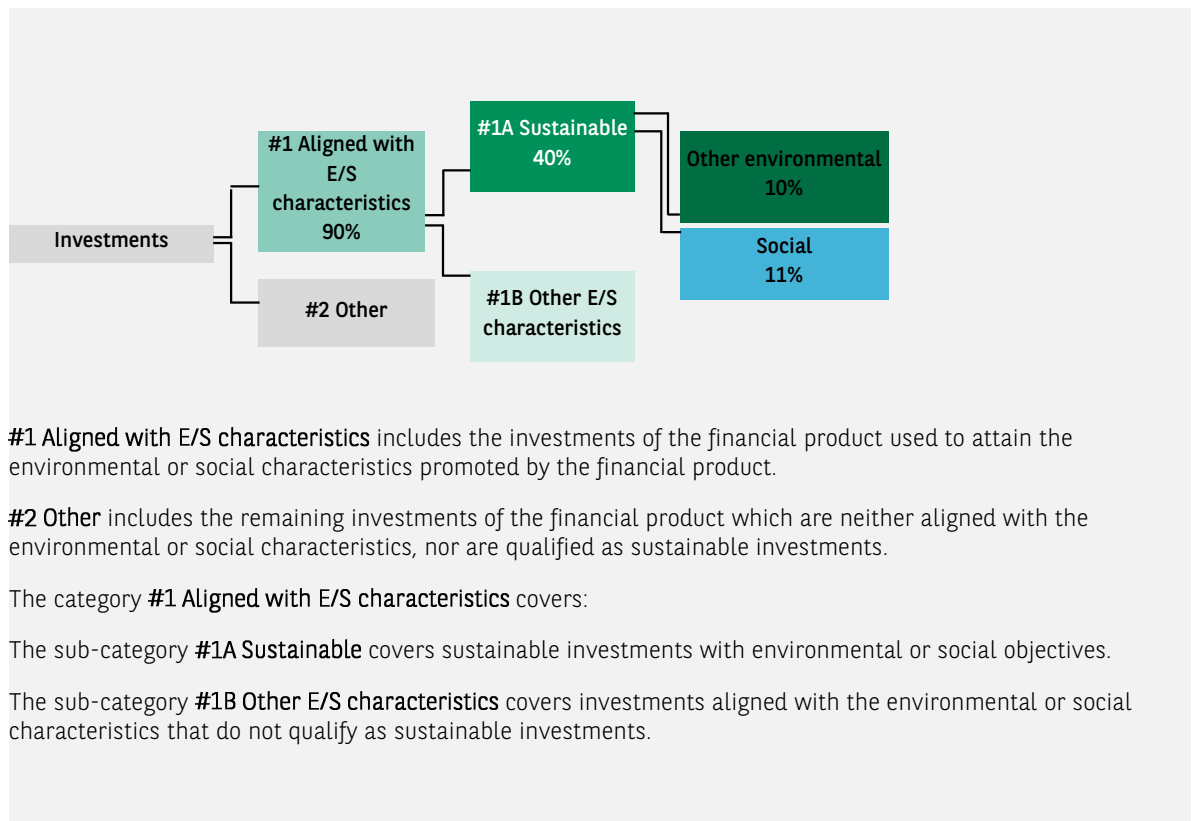 #1A Sustainable
40%
#1 Aligned with
E/S
characteristics
90%
Other environmental
10%
Investments
Social
11%
#2 Other
#1B Other E/S
characteristics
#1 Aligned with E/S characteristics includes the investments of the financial product used to attain the
environmental or social characteristics promoted by the financial product.
#2 Other includes the remaining investments of the financial product which are neither aligned with the
environmental or social characteristics, nor are qualified as sustainable investments.
The category #1 Aligned with E/S characteristics covers:
The sub-category #1A Sustainable covers sustainable investments with environmental or social objectives.
The sub-category #1B Other E/S characteristics covers investments aligned with the environmental or social
characteristics that do not qualify as sustainable investments.